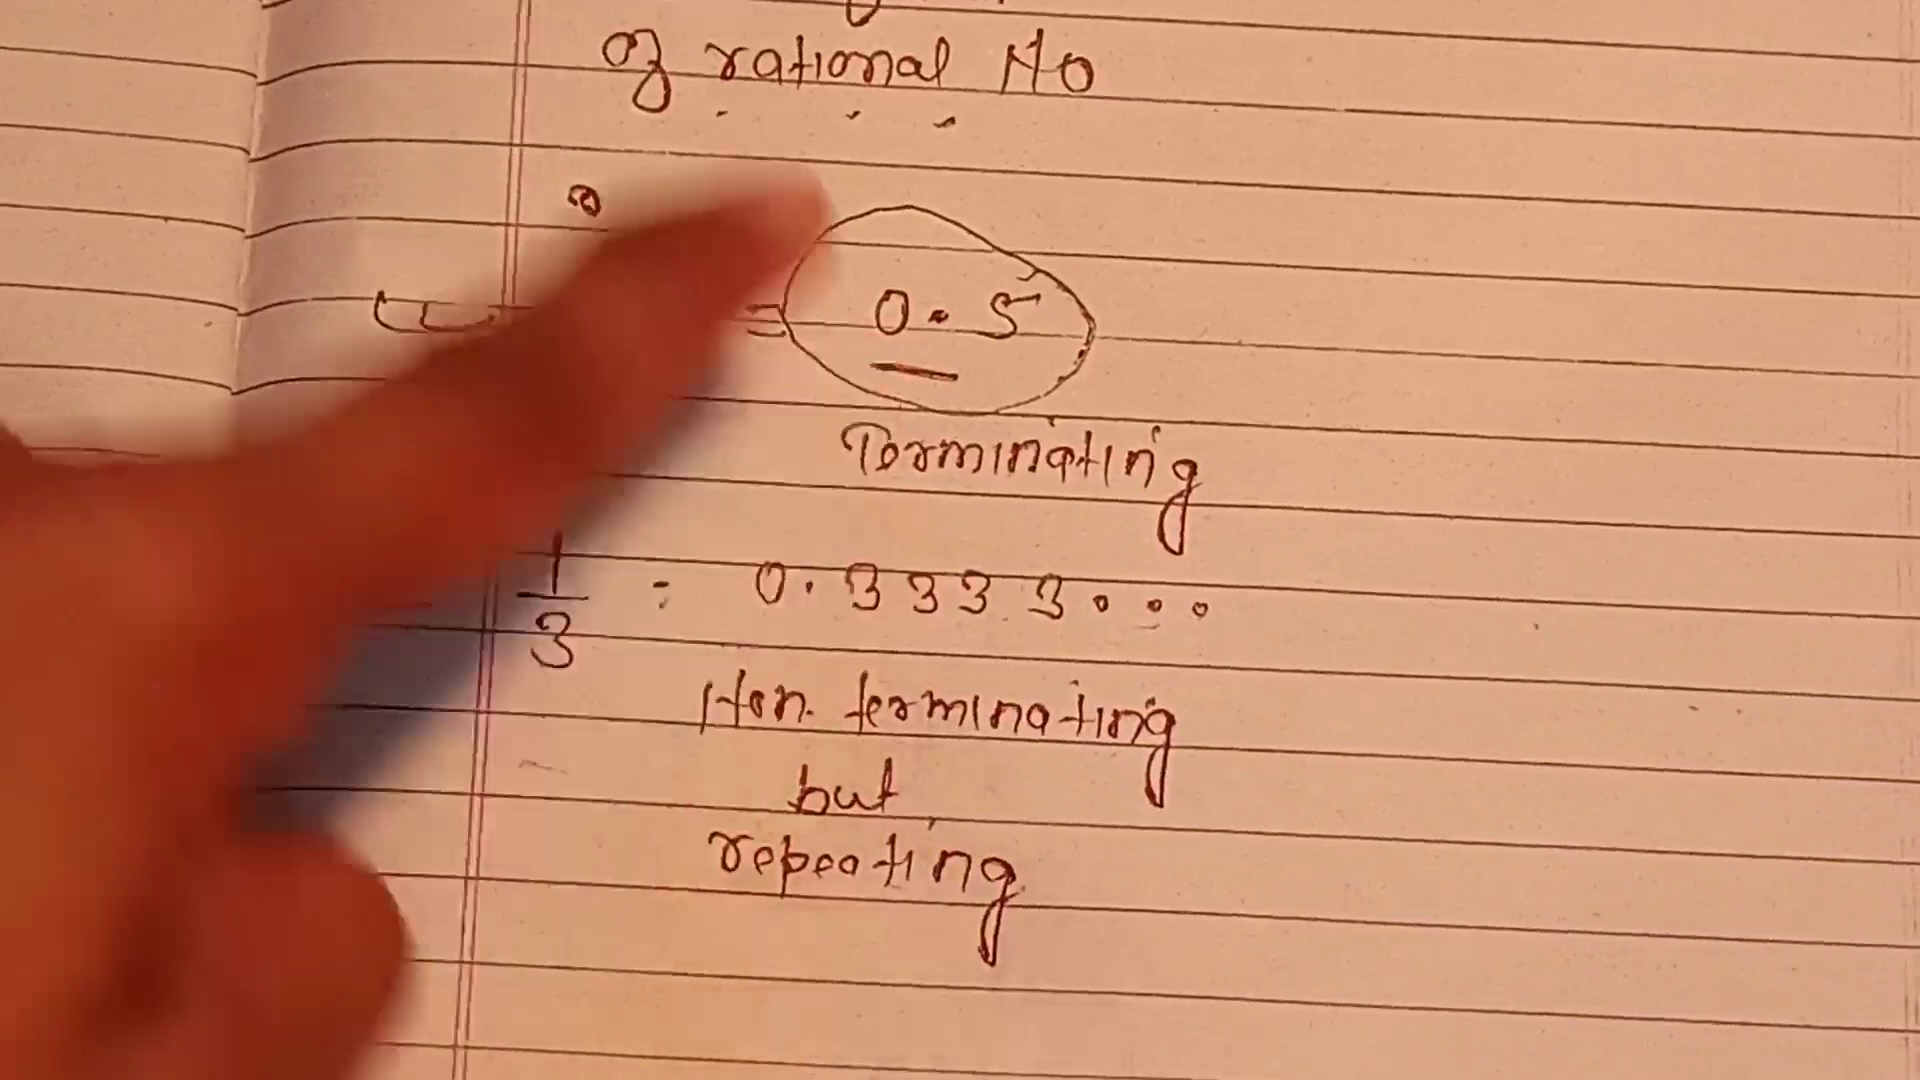 of rational No
= 0.5
Terminating
1/3 = 0.3333...
Non. terminating
but
repeating